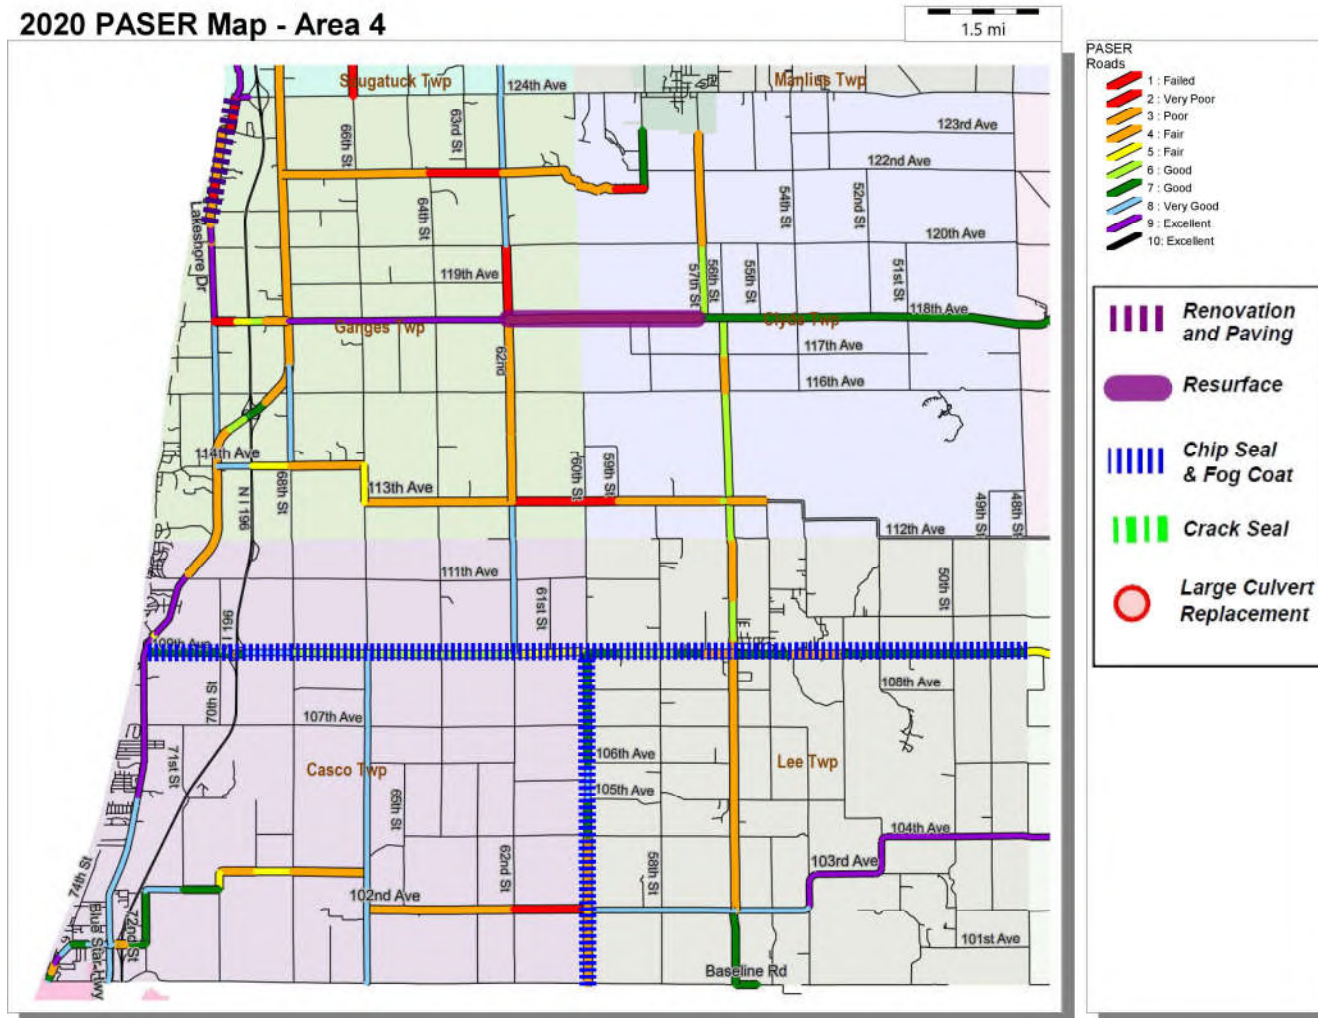 2020 PASER Map - Area 4
1.5 mi
PASER
Roads
1 : Failed
2 : Very Poor
3 : Poor
4 : Fair
5 : Fair
6 : Good
7 : Good
8 : Very Good
9 : Excellent
10: Excellent
Renovation
and Paving
Resurface
Chip Seal
& Fog Coat
Crack Seal
Large Culvert
Replacement
Saugatuck Twp
124th Ave
Manlius Twp
66th St
63rd St
123rd Ave
122nd Ave
64th St
54th St
52nd St
Lakeshore Dr
120th Ave
119th Ave
57th St
56th St
55th St
51st St
118th Ave
Ganges Twp
Clyde Twp
62nd
117th Ave
116th Ave
114th Ave
113th Ave
68th St
N I 196
60th St
59th St
49th St
48th St
112th Ave
111th Ave
61st St
50th St
196
109th Ave
70th St
108th Ave
107th Ave
71st St
106th Ave
Casco Twp
Lee Twp
105th Ave
65th St
104th Ave
103rd Ave
74th St
62nd St
58th St
102nd Ave
Blue Star Hwy
72nd St
101st Ave
Baseline Rd